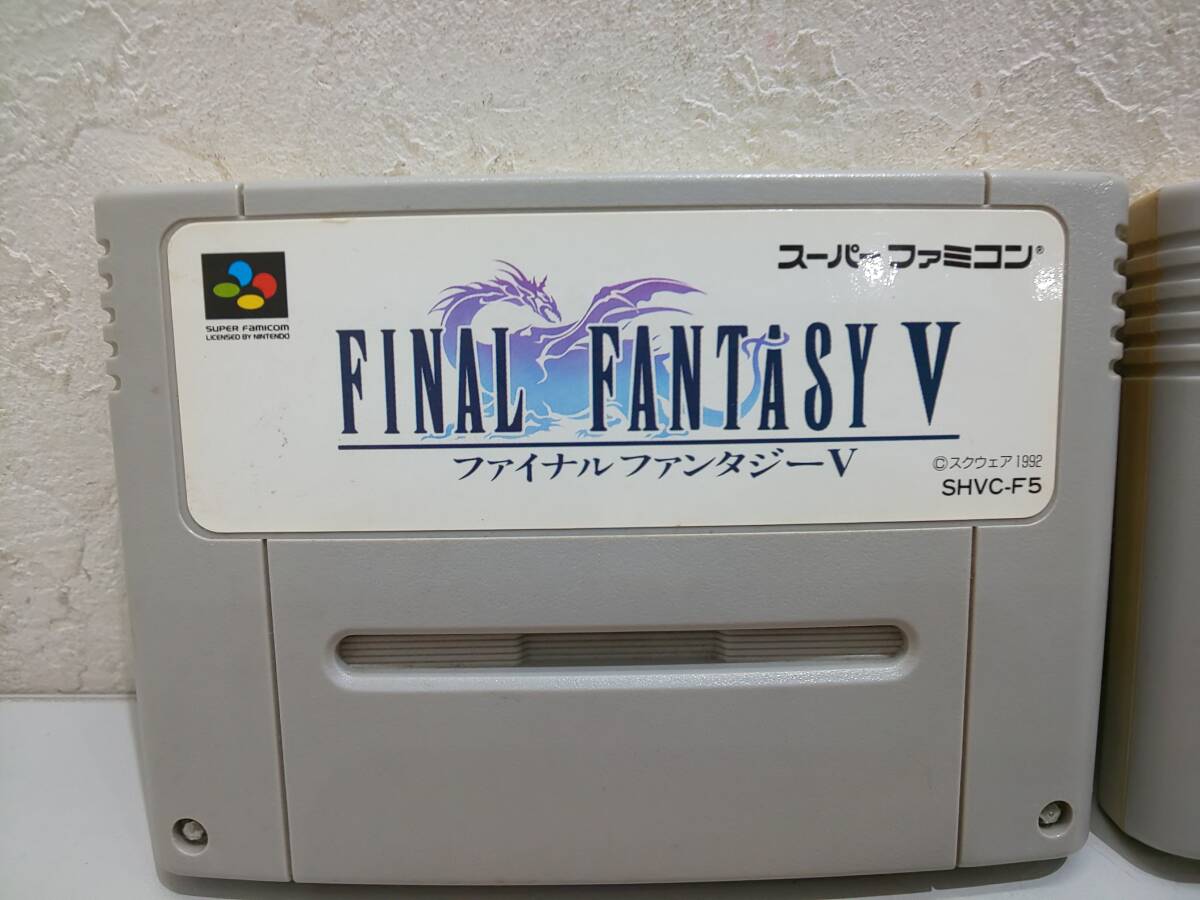 スーパーファミコン®
SUPER FAMICOM
LICENSED BY NINTENDO
FINAL FANTASY V
ファイナルファンタジーV
©スクウェア 1992
SHVC-F5